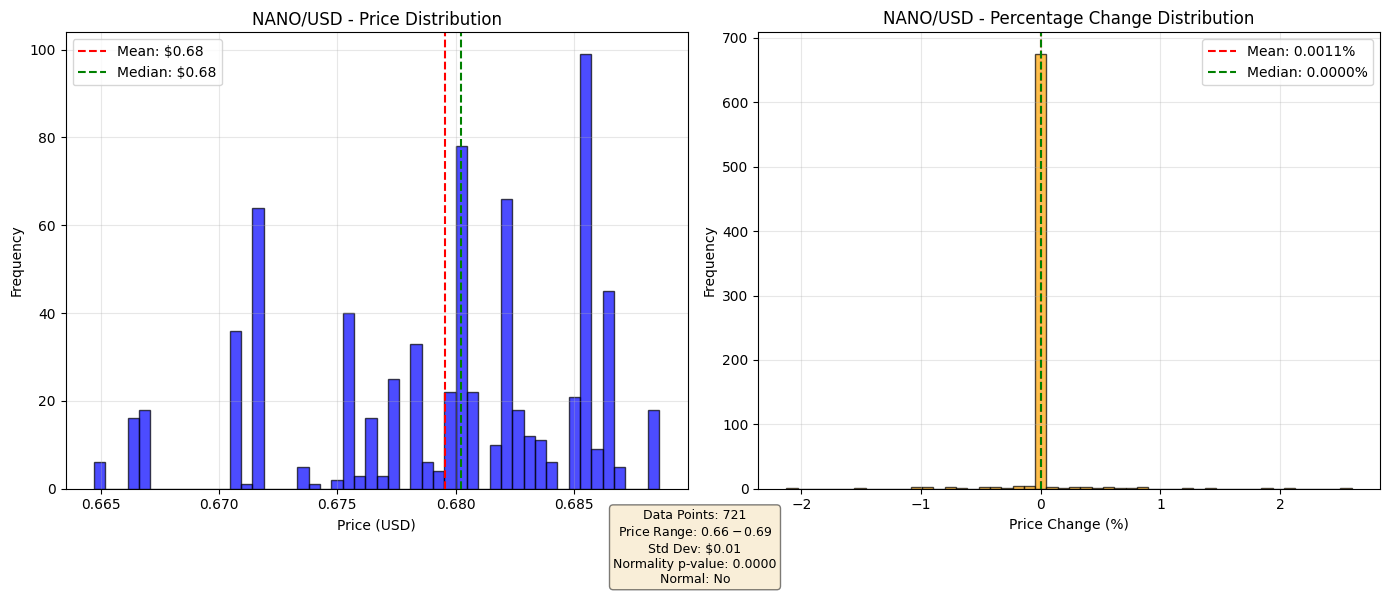 NANO/USD - Price Distribution
Mean: $0.68
Median: $0.68
100
80
60
40
20
0
Frequency
0.665
0.670
0.675
0.680
0.685
Price (USD)
NANO/USD - Percentage Change Distribution
Mean: 0.0011%
Median: 0.0000%
700
600
500
400
300
200
100
0
Frequency
−2
−1
0
1
2
Price Change (%)
Data Points: 721
Price Range: 0.66 − 0.69
Std Dev: $0.01
Normality p-value: 0.0000
Normal: No